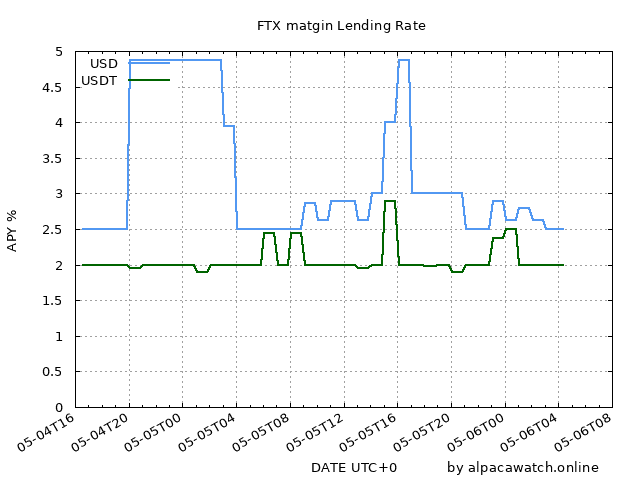 FTX matgin Lending Rate
USD
USDT
5
4.5
4
3.5
3
2.5
2
1.5
1
0.5
0
APY %
05-04T16
05-04T20
05-05T00
05-05T04
05-05T08
05-05T12
05-05T16
05-05T20
05-06T00
05-06T04
05-06T08
DATE UTC+0
by alpacawatch.online